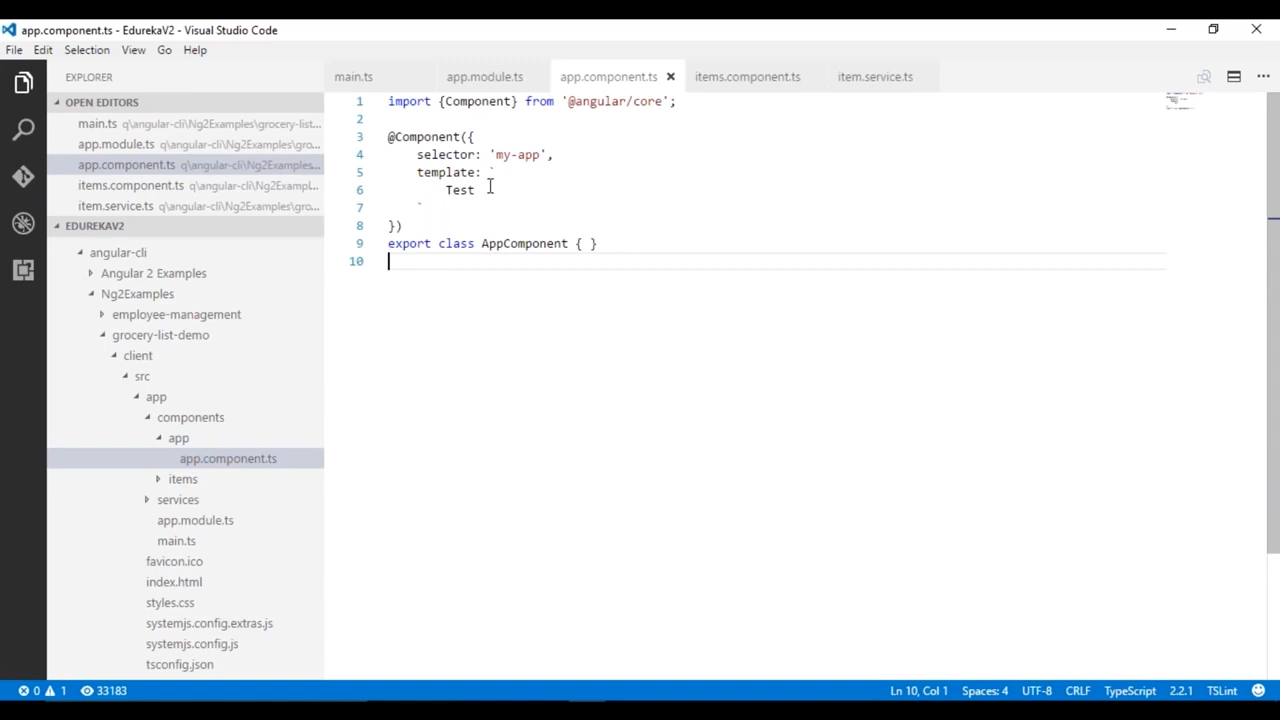 app.component.ts - EdurekaV2 - Visual Studio Code
File Edit Selection View Go Help
EXPLORER
main.ts app.module.ts app.component.ts items.component.ts item.service.ts
OPEN EDITORS
main.ts q\angular-cli\Ng2Examples\grocery-list...
app.module.ts q\angular-cli\Ng2Examples\gro...
app.component.ts q\angular-cli\Ng2Examples...
items.component.ts q\angular-cli\Ng2Exampl...
item.service.ts q\angular-cli\Ng2Examples\gro...
EDUREKAV2
angular-cli
Angular 2 Examples
Ng2Examples
employee-management
grocery-list-demo
client
src
app
components
app
app.component.ts
items
services
app.module.ts
main.ts
favicon.ico
index.html
styles.css
systemjs.config.extras.js
systemjs.config.js
tsconfig.json
1 import {Component} from '@angular/core';
2
3 @Component({
4 selector: 'my-app',
5 template: `
6 Test
7 `
8 })
9 export class AppComponent { }
10
0 1 33183 Ln 10, Col 1 Spaces: 4 UTF-8 CRLF TypeScript 2.2.1 TSLint